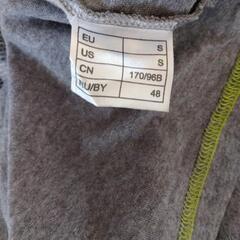 EU S
US S
CN 170/96B
RU/BY 48